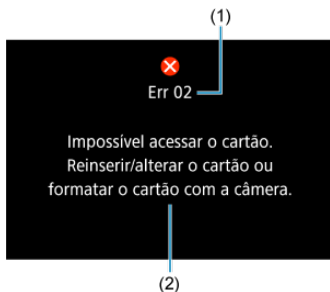 (1)
Err 02
Impossível acessar o cartão.
Reinserir/alterar o cartão ou
formatar o cartão com a câmera.
(2)